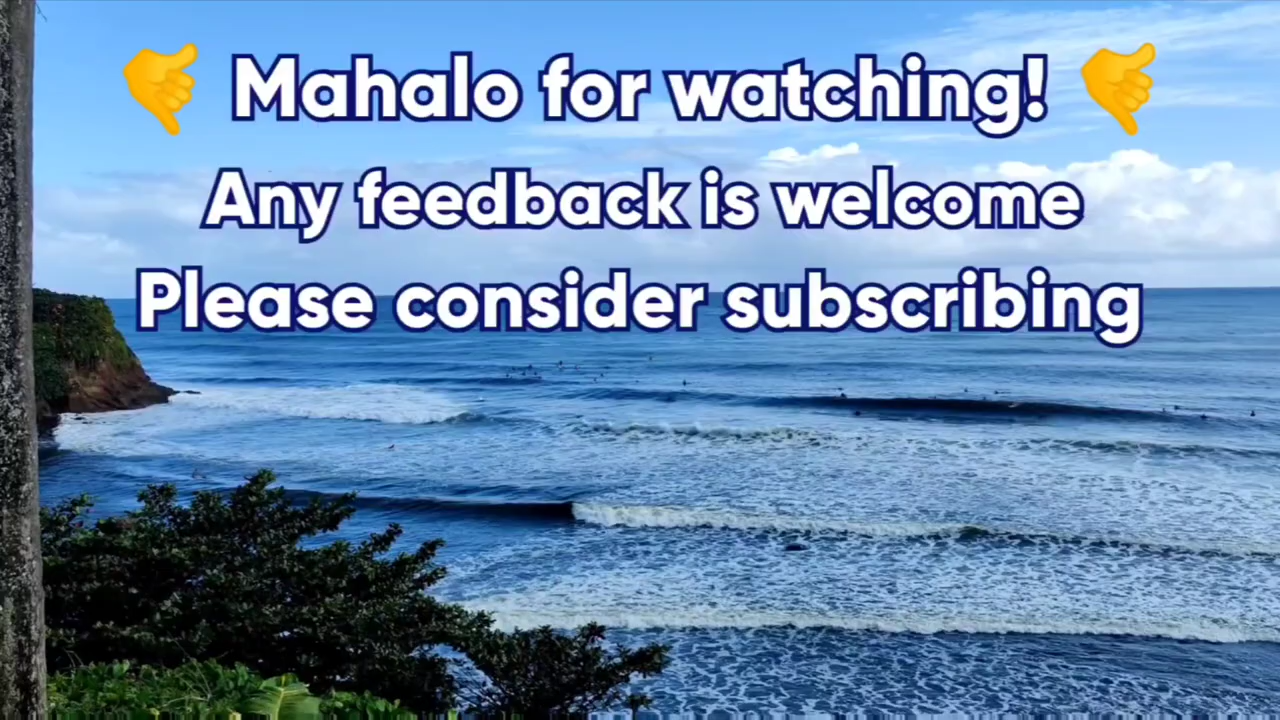 🤙 Mahalo for watching! 🤙
Any feedback is welcome
Please consider subscribing